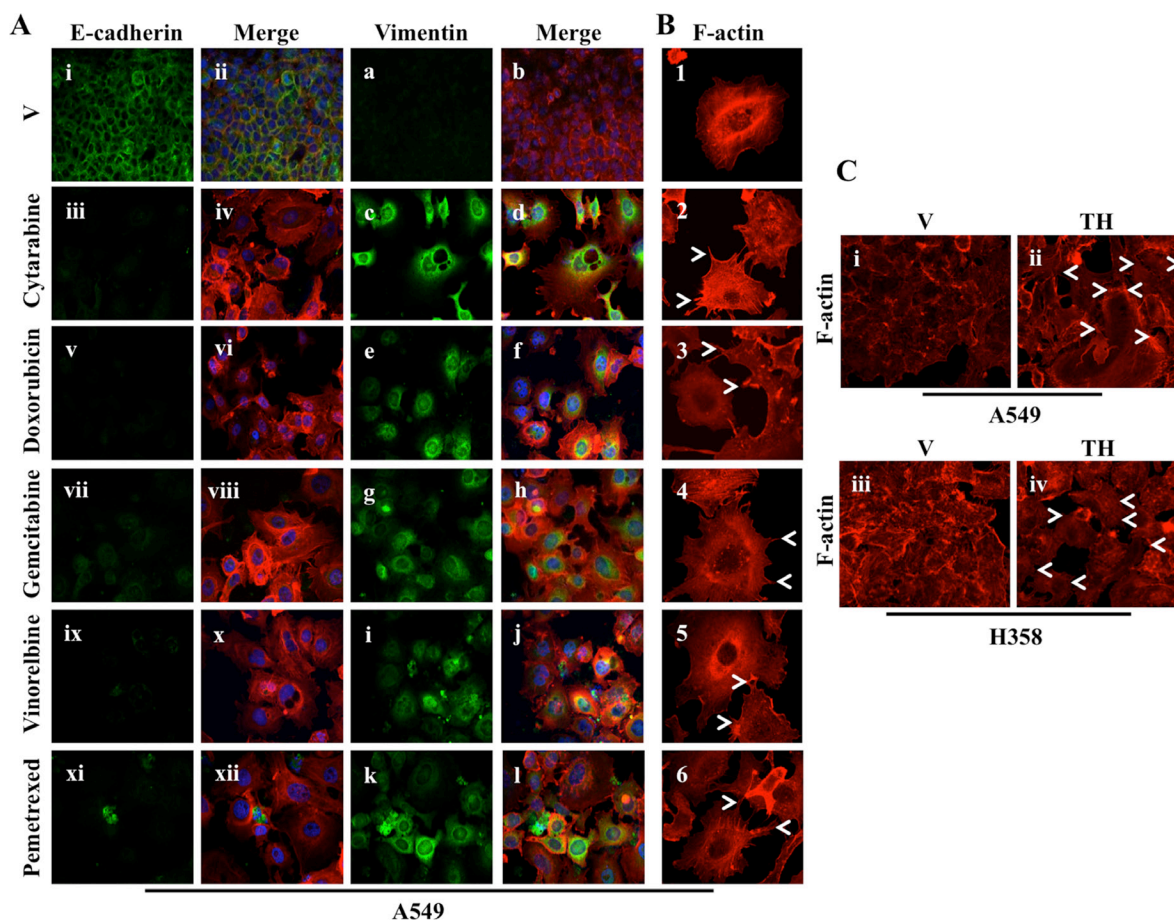 A
E-cadherin Merge Vimentin Merge
B
F-actin
V
i ii a b 1
Cytarabine
iii iv c d 2
Doxorubicin
v vi e f 3
Gemcitabine
vii viii g h 4
Vinorelbine
ix x i j 5
Pemetrexed
xi xii k l 6
A549
C
V TH
F-actin
i ii
A549
V TH
F-actin
iii iv
H358